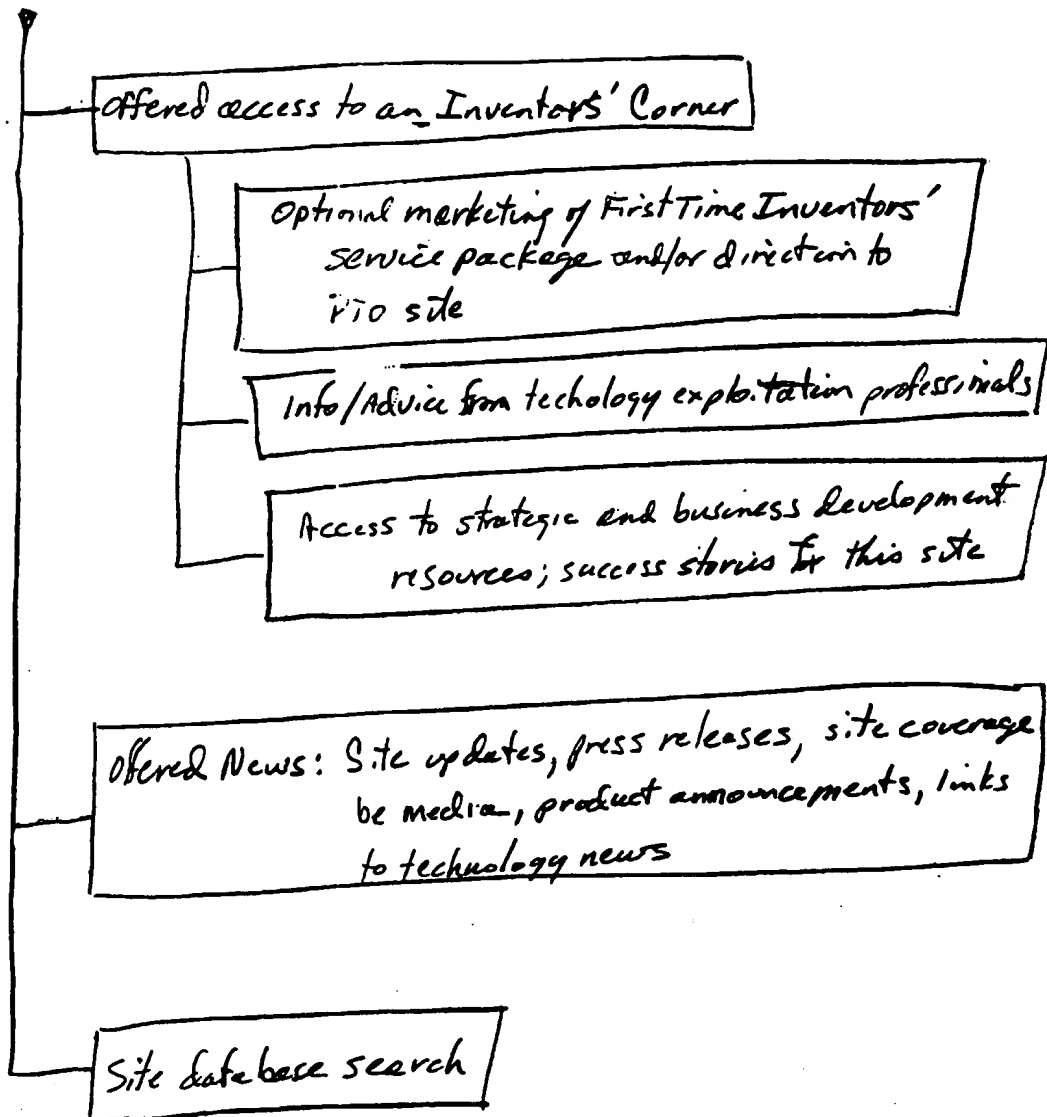 Offered access to an Inventors' Corner
Optional marketing of First Time Inventors'
service package and/or direction to
PTO site
Info/Advice from techology exploitation professionals
Access to strategic and business development
resources; success stories for this site
Offered News: Site updates, press releases, site coverage
be media, product announcements, links
to technology news
Site database search